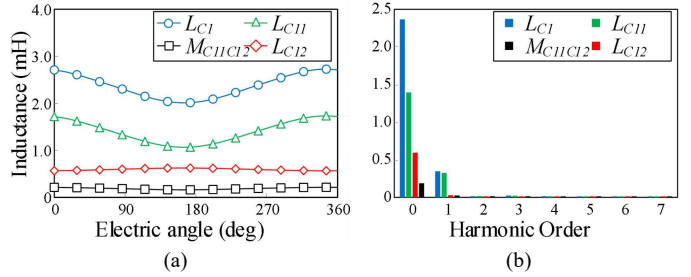 L_C1 L_C11
M_C11C12 L_C12
4.0
3.0
2.0
1.0
0
0 90 180 270 360
Inductance (mH)
Electric angle (deg)
(a)
L_C1 L_C11
M_C11C12 L_C12
2.5
2.0
1.5
1.0
0.5
0.0
0 1 2 3 4 5 6 7
Harmonic Order
(b)